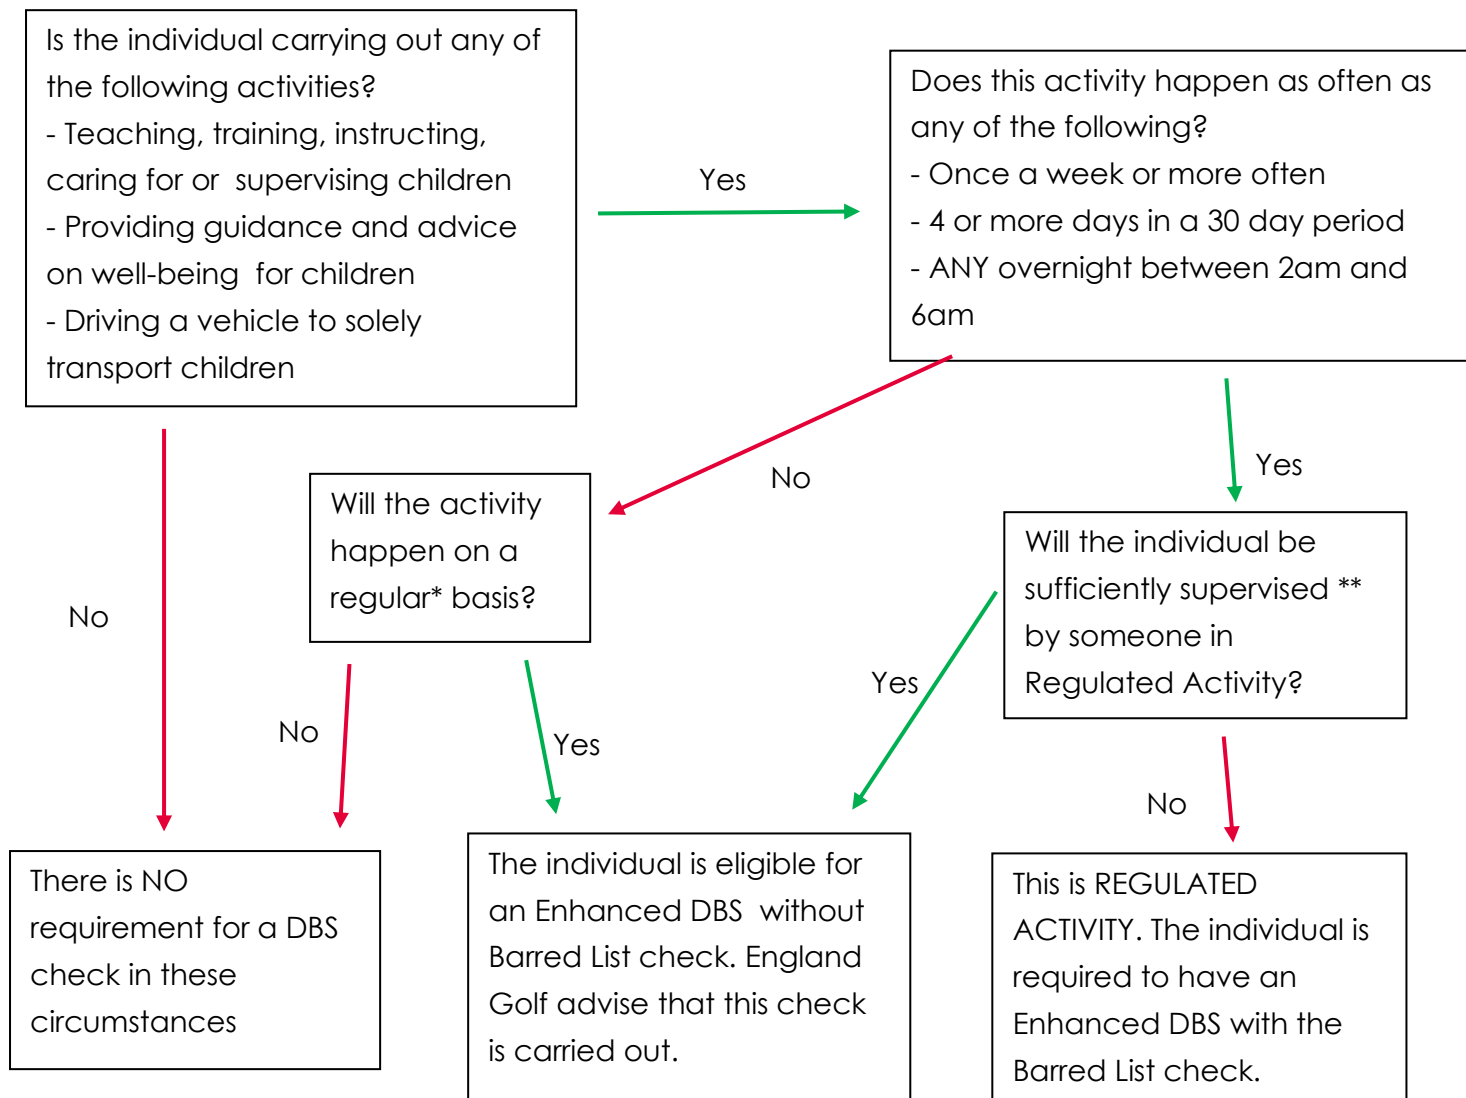 Is the individual carrying out any of
the following activities?
- Teaching, training, instructing,
caring for or supervising children
- Providing guidance and advice
on well-being for children
- Driving a vehicle to solely
transport children
Yes
Does this activity happen as often as
any of the following?
- Once a week or more often
- 4 or more days in a 30 day period
- ANY overnight between 2am and
6am
No
Yes
No
Will the activity
happen on a
regular* basis?
Will the individual be
sufficiently supervised **
by someone in
Regulated Activity?
No
Yes
Yes
No
There is NO
requirement for a DBS
check in these
circumstances
The individual is eligible for
an Enhanced DBS without
Barred List check. England
Golf advise that this check
is carried out.
This is REGULATED
ACTIVITY. The individual is
required to have an
Enhanced DBS with the
Barred List check.